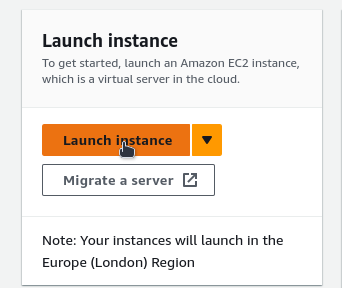 Launch instance
To get started, launch an Amazon EC2 instance,
which is a virtual server in the cloud.
Launch instance
Migrate a server
Note: Your instances will launch in the
Europe (London) Region